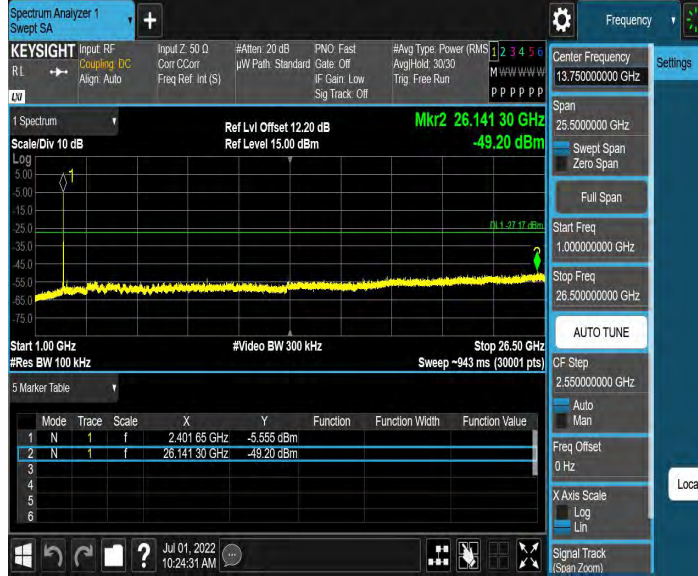 Spectrum Analyzer 1
Swept SA
Frequency
KEYSIGHT
RL
LXI
Input: RF
Coupling: DC
Align: Auto
Input Z: 50 Ω
Corr CCorr
Freq Ref: Int (S)
#Atten: 20 dB
µW Path: Standard
PNO: Fast
Gate: Off
IF Gain: Low
Sig Track: Off
#Avg Type: Power (RMS
Avg|Hold: 30/30
Trig: Free Run
1 2 3 4 5 6
M W W W W W
P P P P P P
1 Spectrum
Scale/Div 10 dB
Ref Lvl Offset 12.20 dB
Ref Level 15.00 dBm
Mkr2 26.141 30 GHz
-49.20 dBm
Log
5.00
-5.00
-15.0
-25.0
-35.0
-45.0
-55.0
-65.0
-75.0
1
DL1 -27.17 dBm
2
Start 1.00 GHz
#Res BW 100 kHz
#Video BW 300 kHz
Stop 26.50 GHz
Sweep ~943 ms (30001 pts)
5 Marker Table
Mode Trace Scale X Y Function Function Width Function Value
1 N 1 f 2.401 65 GHz -5.555 dBm
2 N 1 f 26.141 30 GHz -49.20 dBm
3
4
5
6
Jul 01, 2022
10:24:31 AM
?
Center Frequency
13.750000000 GHz
Settings
Span
25.5000000 GHz
Swept Span
Zero Span
Full Span
Start Freq
1.000000000 GHz
Stop Freq
26.500000000 GHz
AUTO TUNE
CF Step
2.550000000 GHz
Auto
Man
Freq Offset
0 Hz
X Axis Scale
Log
Lin
Loca
Signal Track
(Span Zoom)